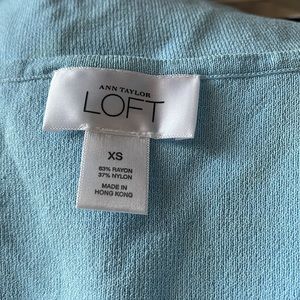 ANN TAYLOR
LOFT
XS
63% RAYON
37% NYLON
MADE IN
HONG KONG